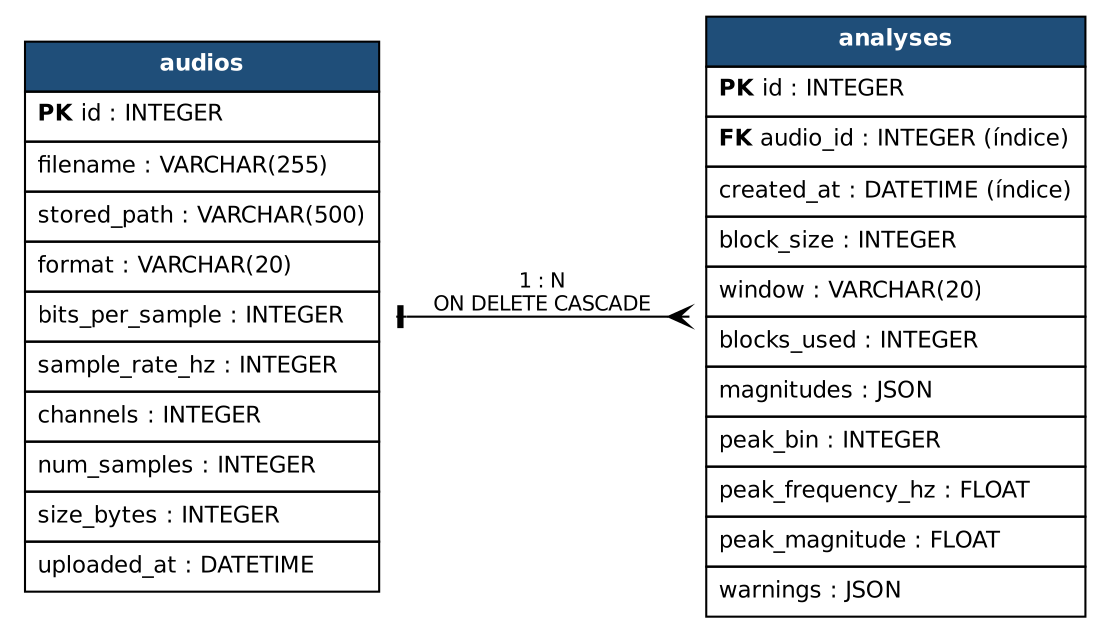 audios
PK id : INTEGER
filename : VARCHAR(255)
stored_path : VARCHAR(500)
format : VARCHAR(20)
bits_per_sample : INTEGER
sample_rate_hz : INTEGER
channels : INTEGER
num_samples : INTEGER
size_bytes : INTEGER
uploaded_at : DATETIME
1 : N
ON DELETE CASCADE
analyses
PK id : INTEGER
FK audio_id : INTEGER (índice)
created_at : DATETIME (índice)
block_size : INTEGER
window : VARCHAR(20)
blocks_used : INTEGER
magnitudes : JSON
peak_bin : INTEGER
peak_frequency_hz : FLOAT
peak_magnitude : FLOAT
warnings : JSON